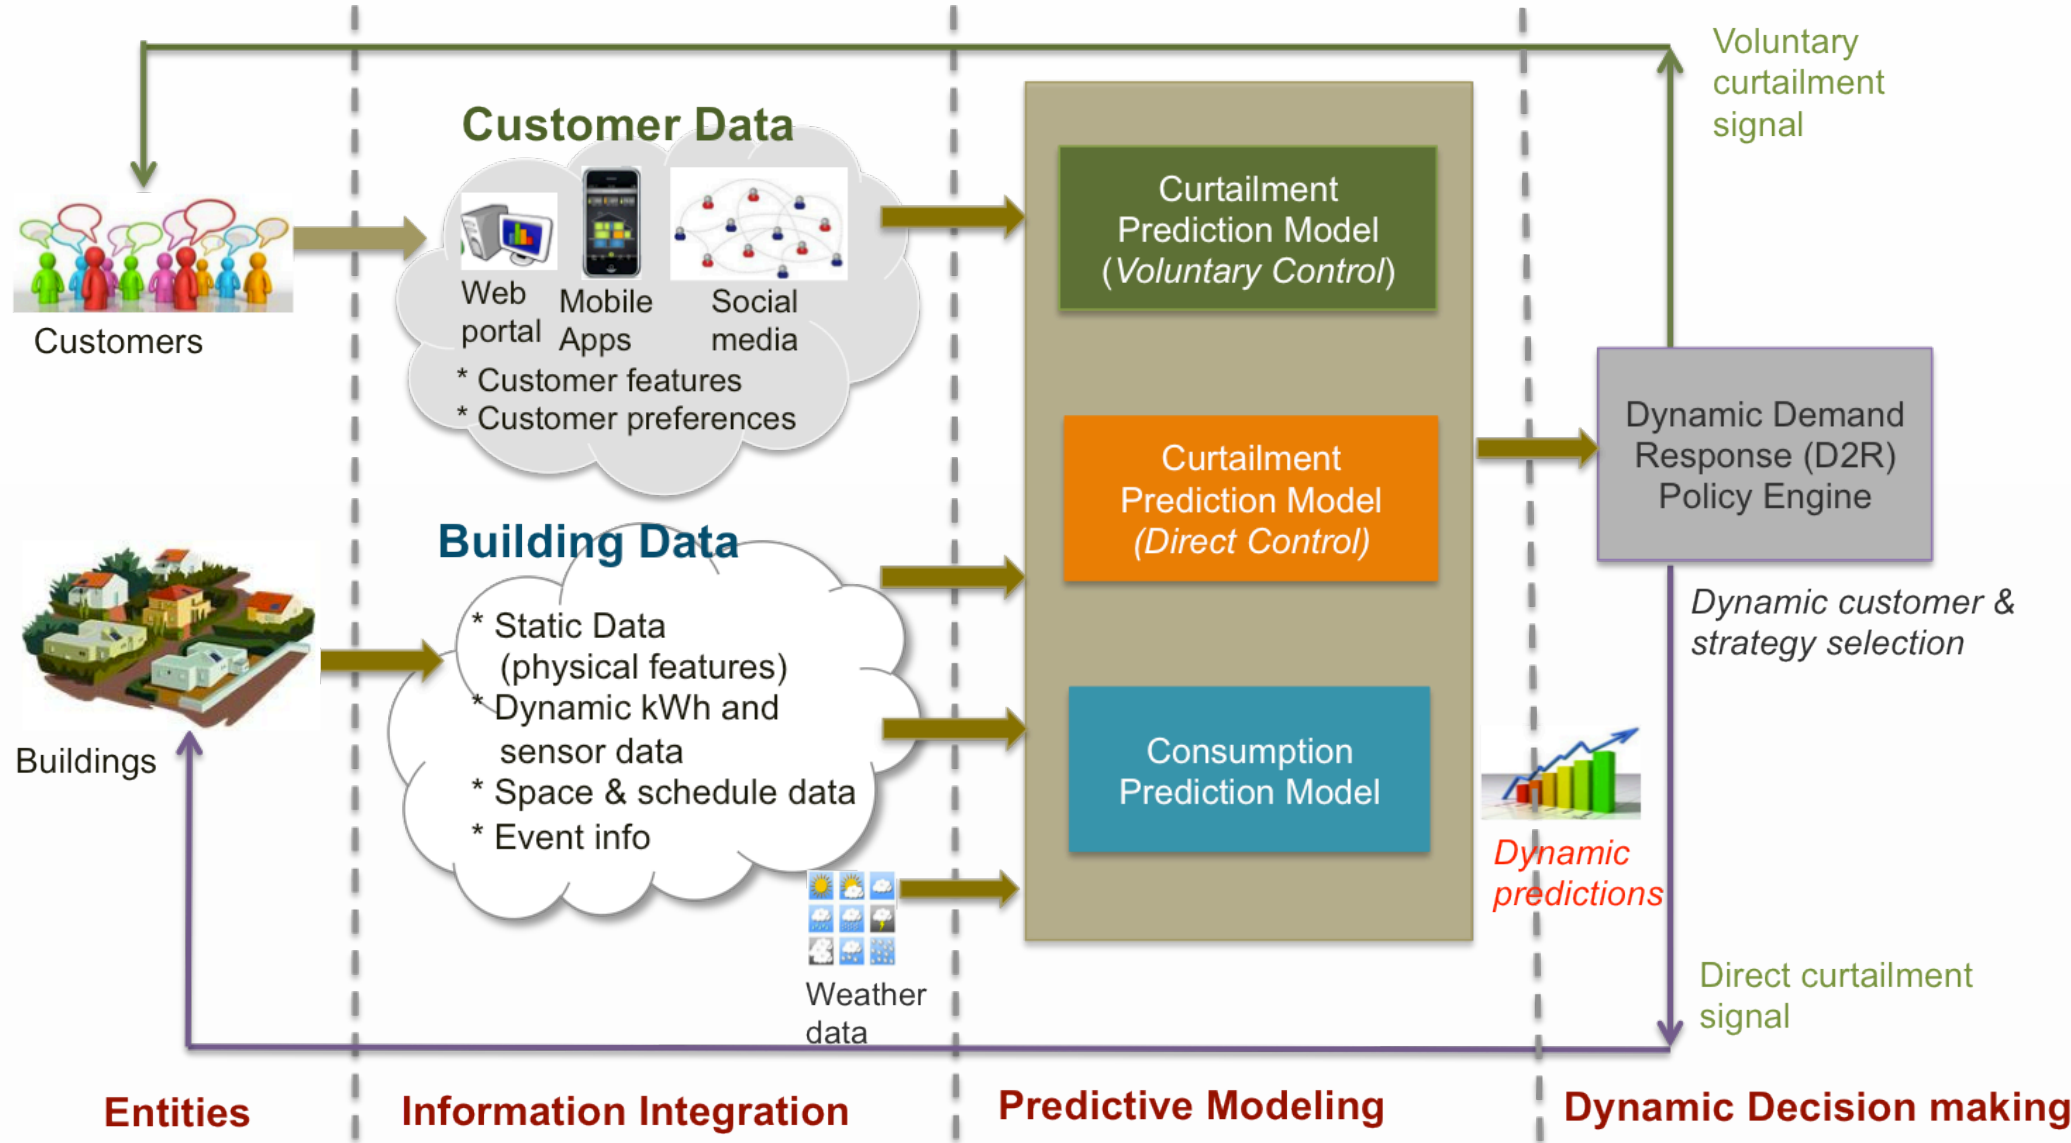 Voluntary
curtailment
signal
Customer Data
Web
portal
Mobile
Apps
Social
media
* Customer features
* Customer preferences
Customers
Curtailment
Prediction Model
(Voluntary Control)
Curtailment
Prediction Model
(Direct Control)
Consumption
Prediction Model
Dynamic Demand
Response (D2R)
Policy Engine
Dynamic customer &
strategy selection
Building Data
* Static Data
(physical features)
* Dynamic kWh and
sensor data
* Space & schedule data
* Event info
Buildings
Weather
data
Dynamic
predictions
Direct curtailment
signal
Entities
Information Integration
Predictive Modeling
Dynamic Decision making